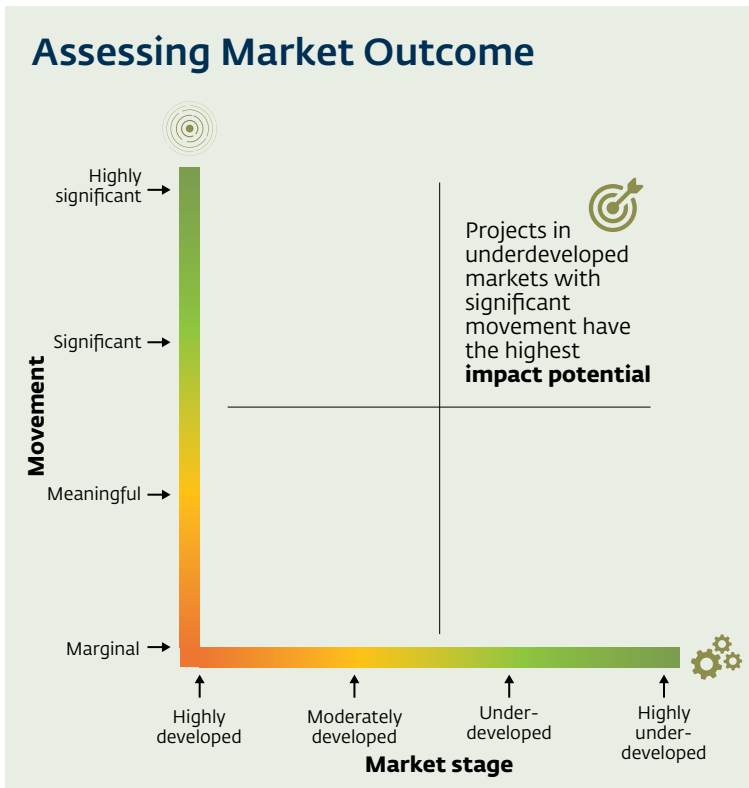 Assessing Market Outcome
Highly
significant
Projects in
underdeveloped
markets with
significant
movement have
the highest
impact potential
Significant
Movement
Meaningful
Marginal
Highly
developed
Moderately
developed
Under-
developed
Highly
under-
developed
Market stage